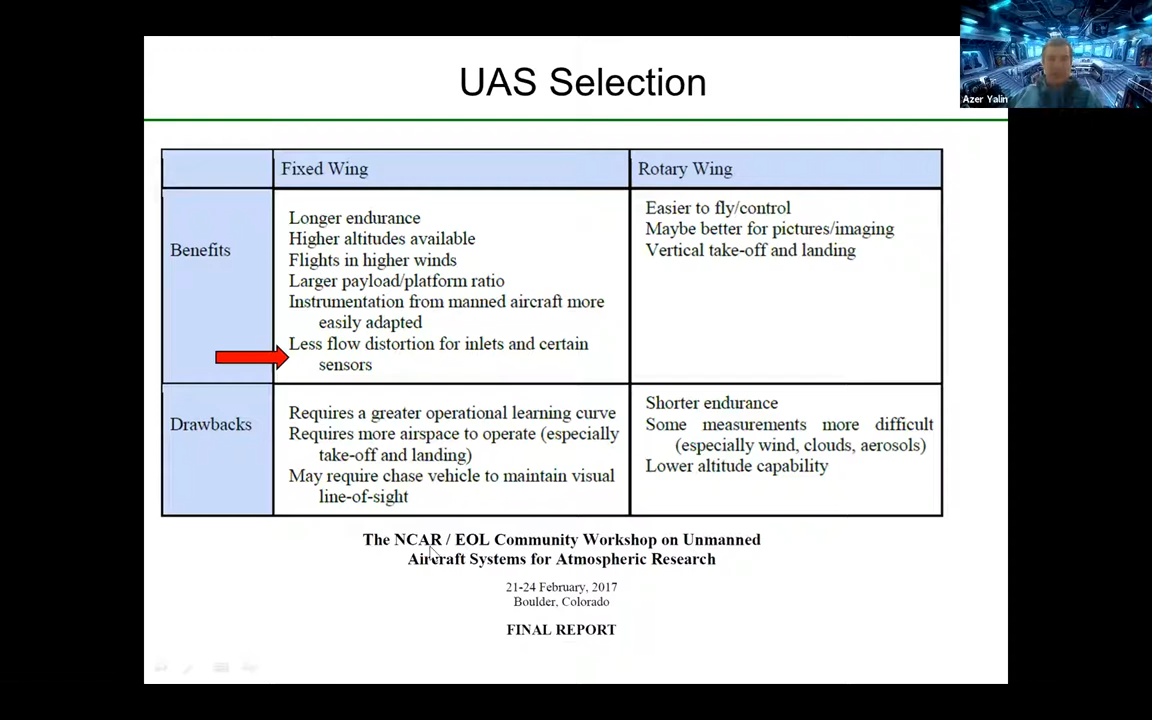 UAS Selection
Azer Yalin
Fixed Wing
Rotary Wing
Benefits
Longer endurance
Higher altitudes available
Flights in higher winds
Larger payload/platform ratio
Instrumentation from manned aircraft more
easily adapted
Less flow distortion for inlets and certain
sensors
Easier to fly/control
Maybe better for pictures/imaging
Vertical take-off and landing
Drawbacks
Requires a greater operational learning curve
Requires more airspace to operate (especially
take-off and landing)
May require chase vehicle to maintain visual
line-of-sight
Shorter endurance
Some measurements more difficult
(especially wind, clouds, aerosols)
Lower altitude capability
The NCAR / EOL Community Workshop on Unmanned
Aircraft Systems for Atmospheric Research
21-24 February, 2017
Boulder, Colorado
FINAL REPORT